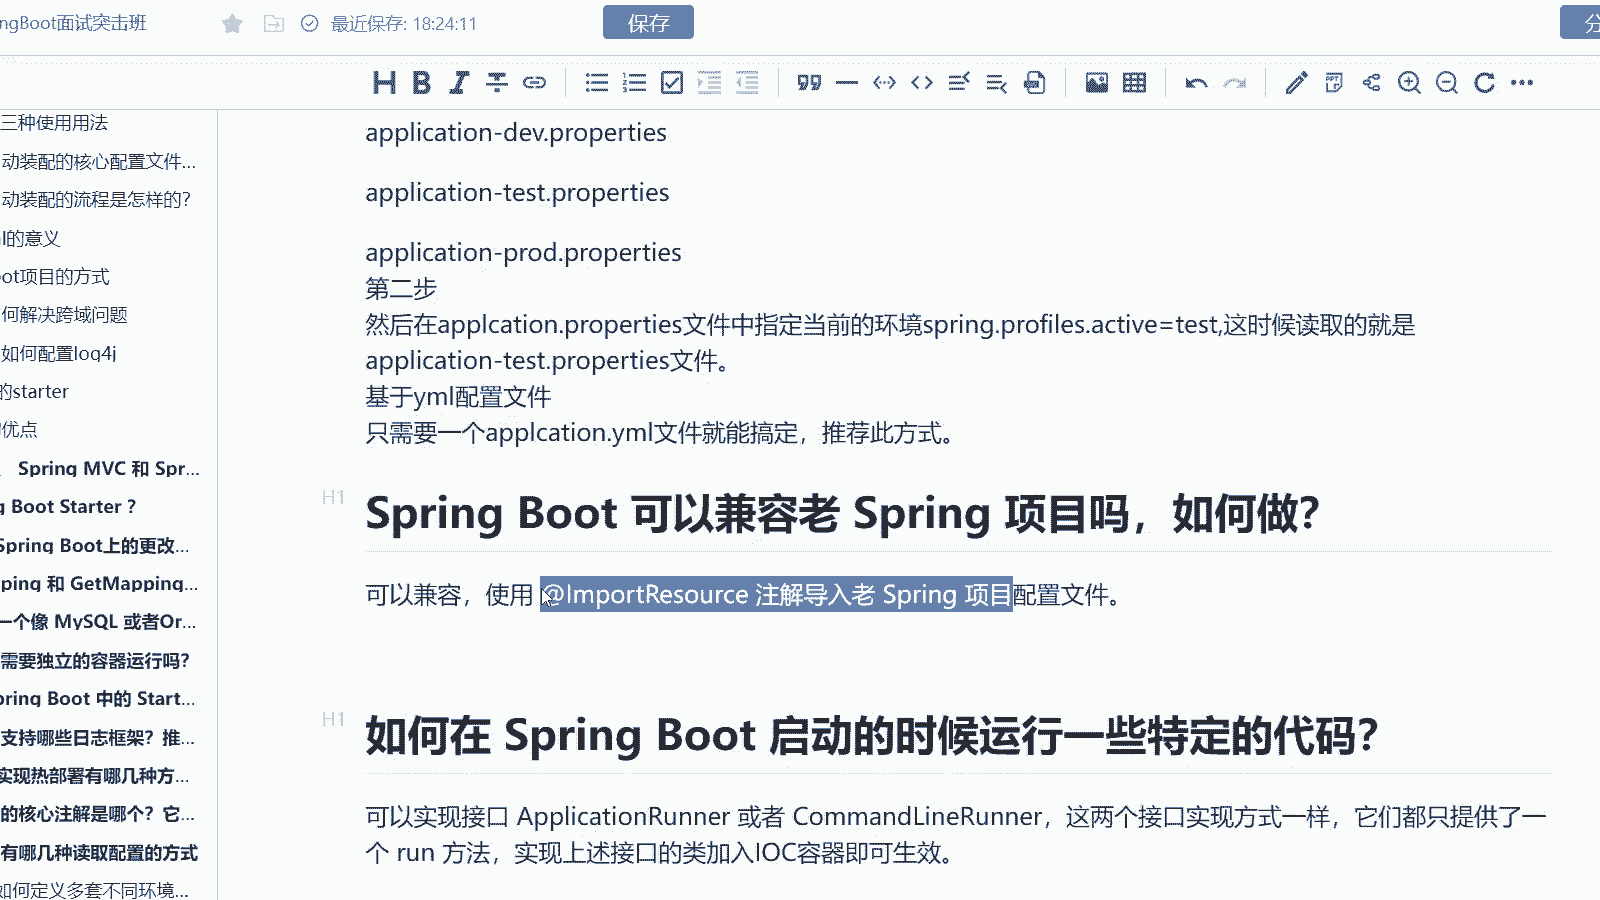 ngBoot面试突击班
最近保存: 18:24:11
保存
分
三种使用用法
动装配的核心配置文件...
动装配的流程是怎样的?
的意义
ot项目的方式
何解决跨域问题
如何配置log4j
的starter
优点
Spring MVC 和 Spr...
g Boot Starter ?
Spring Boot上的更改...
ping 和 GetMapping...
一个像 MySQL 或者Or...
需要独立的容器运行吗?
pring Boot 中的 Start...
支持哪些日志框架? 推...
实现热部署有哪几种方...
的核心注解是哪个? 它...
有哪几种读取配置的方式
如何定义多套不同环境...
application-dev.properties
application-test.properties
application-prod.properties
第二步
然后在applcation.properties文件中指定当前的环境spring.profiles.active=test,这时候读取的就是
application-test.properties文件。
基于yml配置文件
只需要一个applcation.yml文件就能搞定，推荐此方式。
H1
Spring Boot 可以兼容老 Spring 项目吗，如何做?
可以兼容，使用 @ImportResource 注解导入老 Spring 项目配置文件。
H1
如何在 Spring Boot 启动的时候运行一些特定的代码?
可以实现接口 ApplicationRunner 或者 CommandLineRunner，这两个接口实现方式一样，它们都只提供了一
个 run 方法，实现上述接口的类加入IOC容器即可生效。